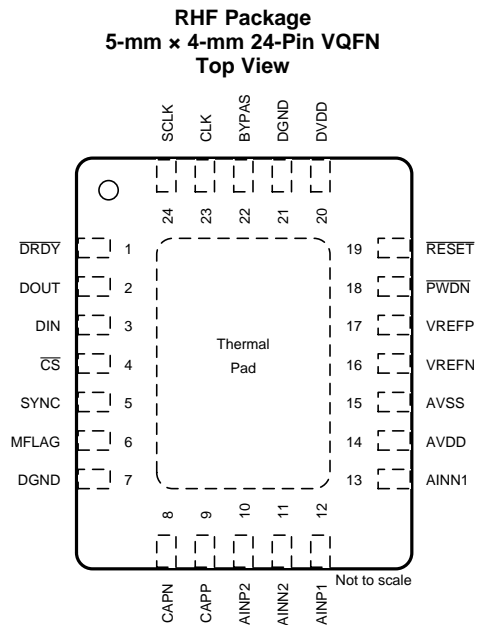 RHF Package
5-mm × 4-mm 24-Pin VQFN
Top View
SCLK
CLK
BYPAS
DGND
DVDD
24
23
22
21
20
DRDY 1
DOUT 2
DIN 3
CS 4
SYNC 5
MFLAG 6
DGND 7
Thermal
Pad
19 RESET
18 PWDN
17 VREFP
16 VREFN
15 AVSS
14 AVDD
13 AINN1
8
9
10
11
12
CAPN
CAPP
AINP2
AINN2
AINP1
Not to scale